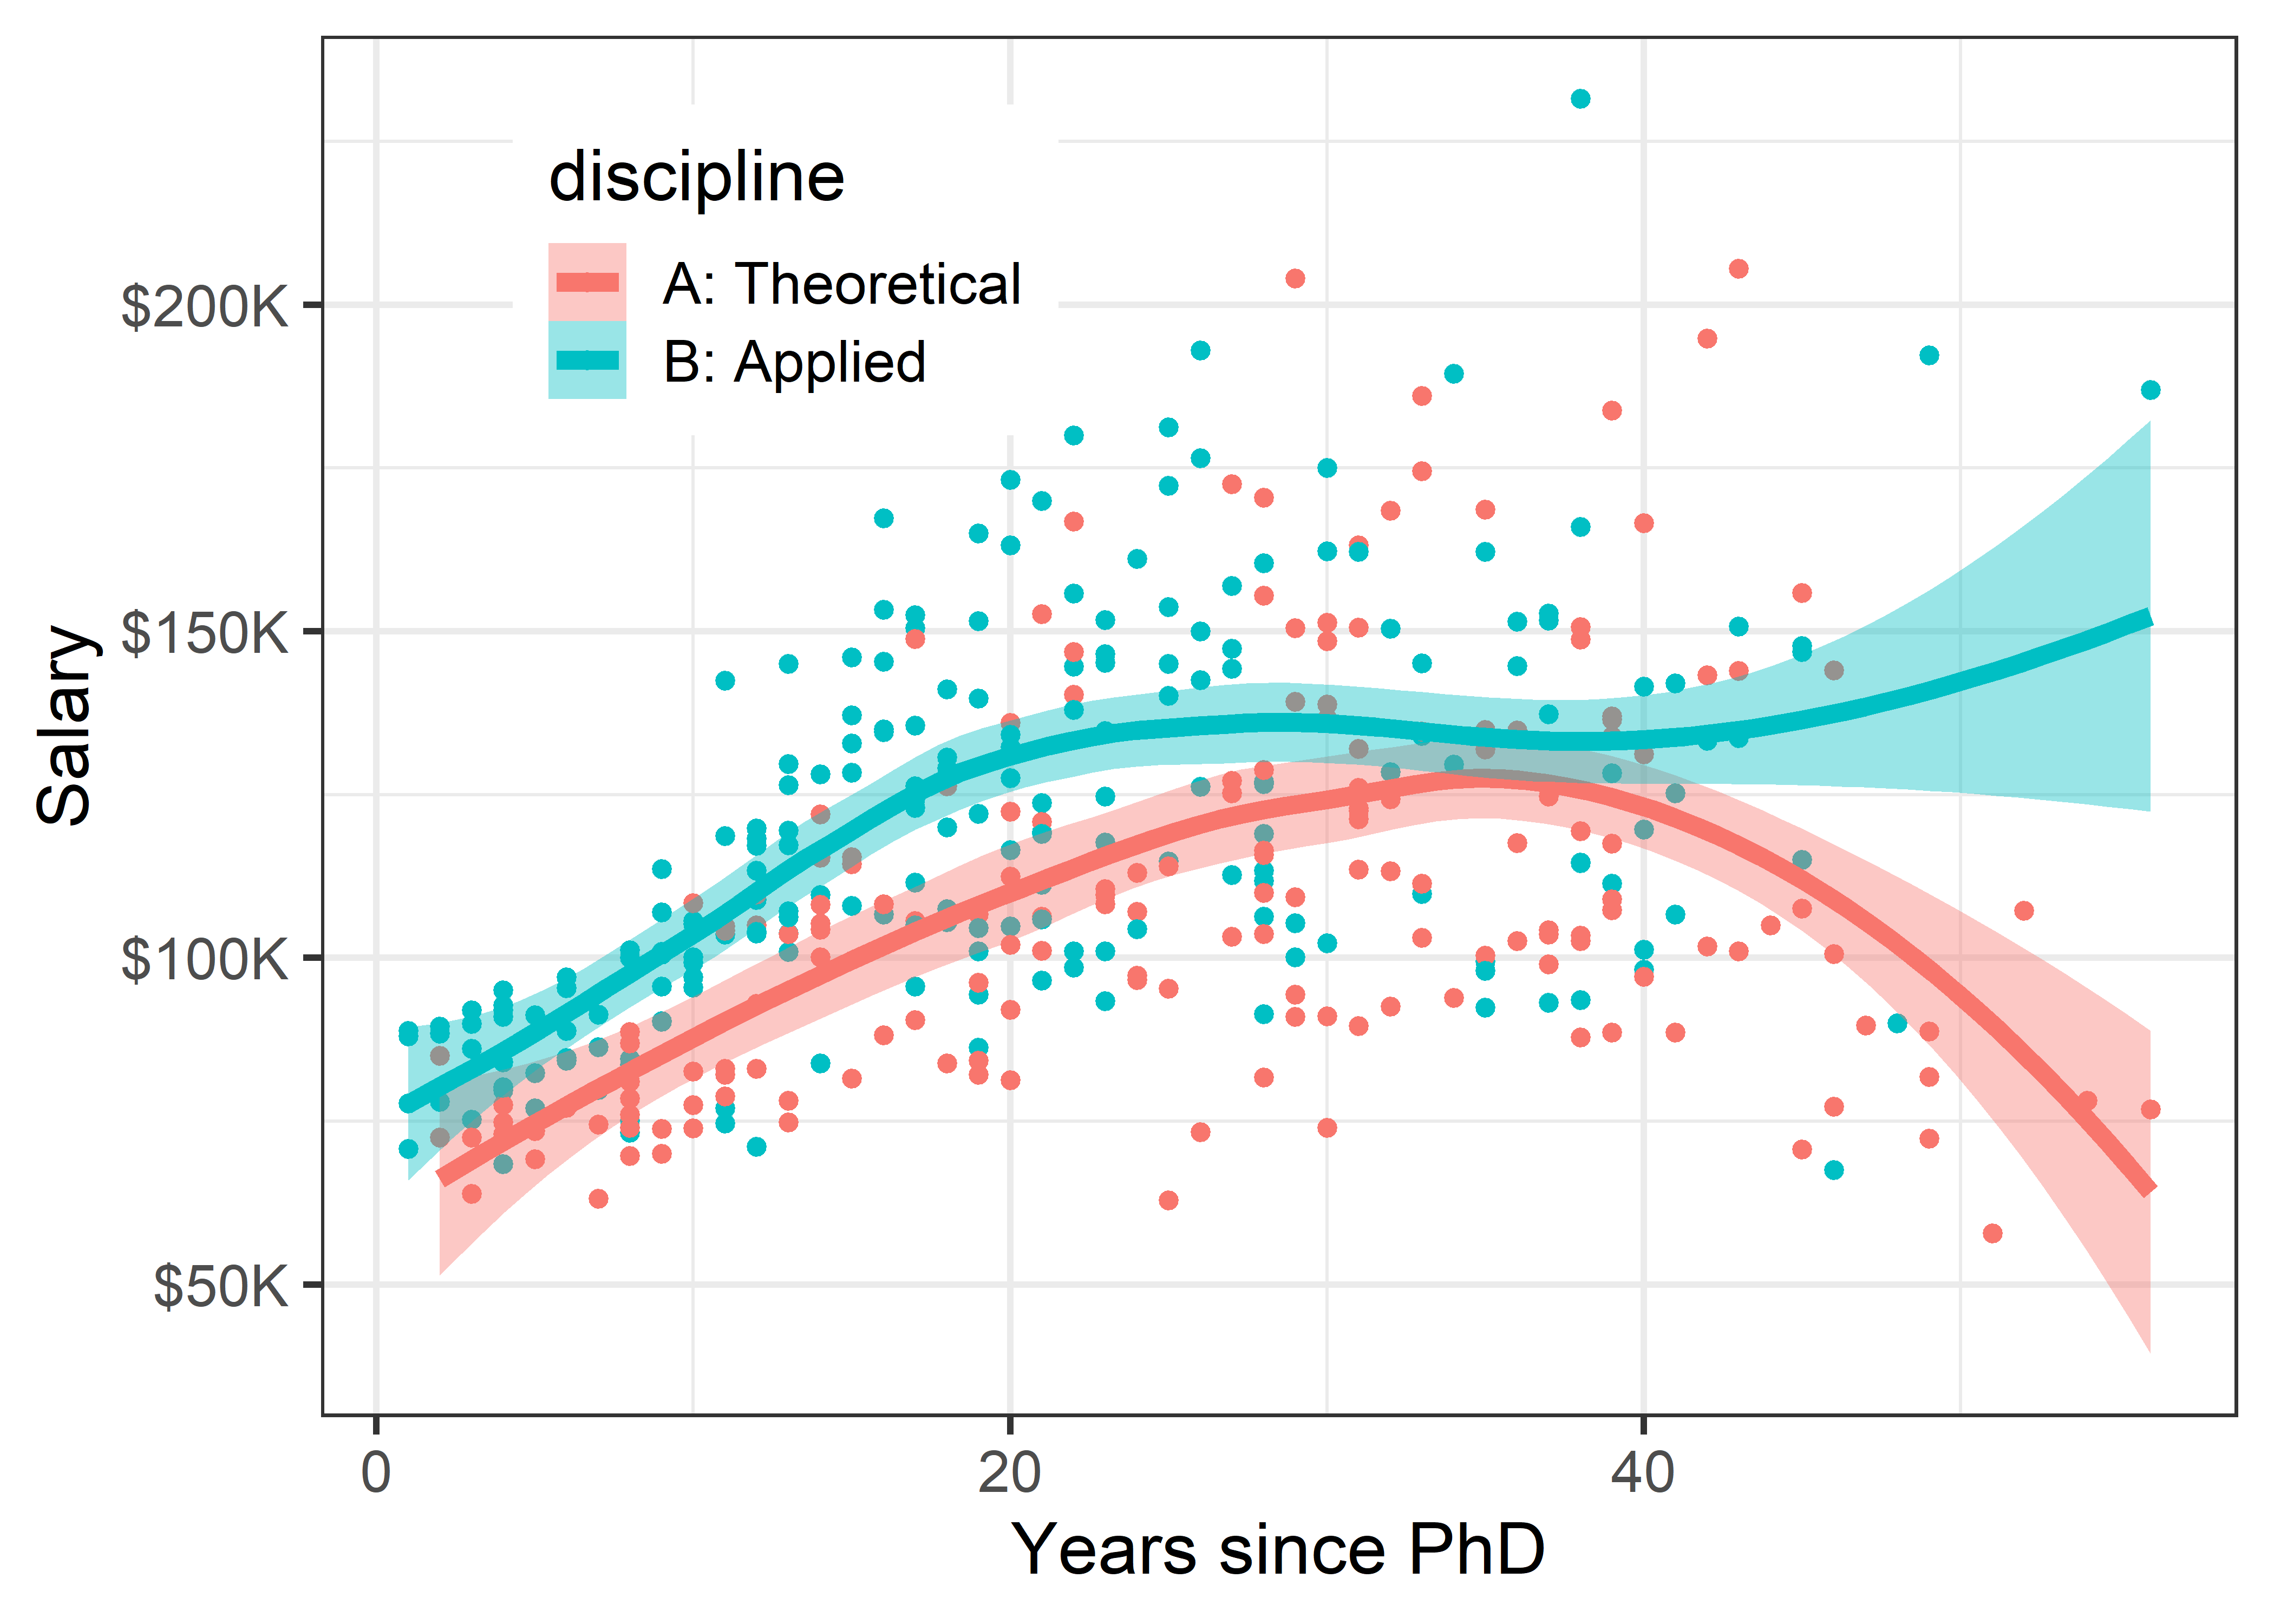 discipline
A: Theoretical
B: Applied
Salary
$200K
$150K
$100K
$50K
0 20 40
Years since PhD